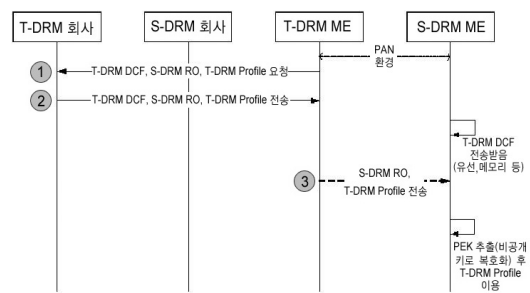 T-DRM 회사
S-DRM 회사
T-DRM ME
S-DRM ME
PAN
환경
1
T-DRM DCF, S-DRM RO, T-DRM Profile 요청
2
T-DRM DCF, S-DRM RO, T-DRM Profile 전송
T-DRM DCF
전송받음
(유선,메모리 등)
3
S-DRM RO,
T-DRM Profile 전송
PEK 추출(비공개
키로 복호화) 후
T-DRM Profile
이용